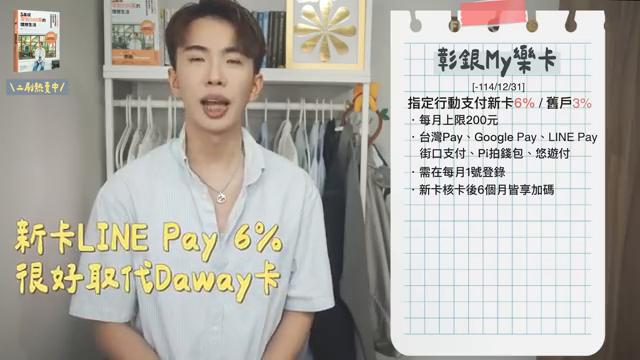 二刷熱賣中
彰銀My樂卡
[-114/12/31]
指定行動支付新卡6% / 舊戶3%
·每月上限200元
·台灣Pay、Google Pay、LINE Pay
街口支付、Pi拍錢包、悠遊付
·需在每月1號登錄
·新卡核卡後6個月皆享加碼
新卡LINE Pay 6%
很好取代Daway卡